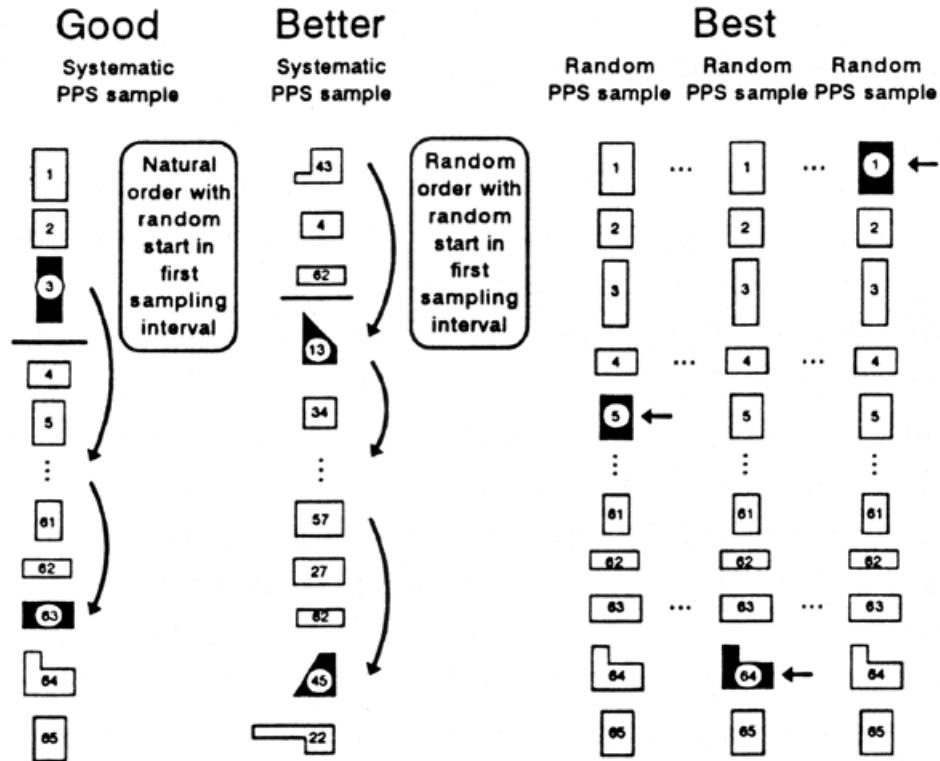 Good Better Best
Systematic PPS sample
Systematic PPS sample
Random PPS sample
Random PPS sample
Random PPS sample
1
2
3
4
5
⋮
61
62
63
64
65
Natural
order with
random
start in
first
sampling
interval
43
4
62
13
34
⋮
57
27
62
45
22
Random
order with
random
start in
first
sampling
interval
1 ... 1 ... 1
2 2 2
3 3 3
4 ... 4 ... 4
5 5 5
⋮ ⋮ ⋮
61 61 61
62 62 62
63 ... 63 ... 63
64 64 64
65 65 65